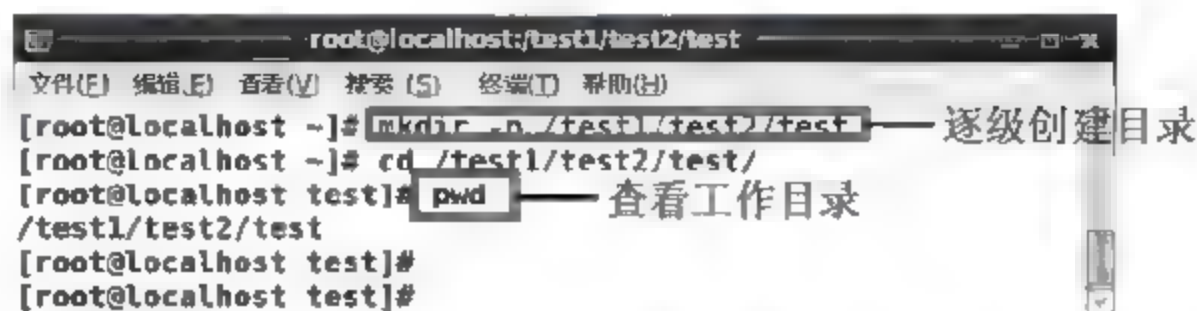 root@localhost:/test1/test2/test
文件(F) 编辑(E) 查看(V) 搜索(S) 终端(T) 帮助(H)
[root@localhost ~]# mkdir -p /test1/test2/test 逐级创建目录
[root@localhost ~]# cd /test1/test2/test/
[root@localhost test]# pwd 查看工作目录
/test1/test2/test
[root@localhost test]#
[root@localhost test]#